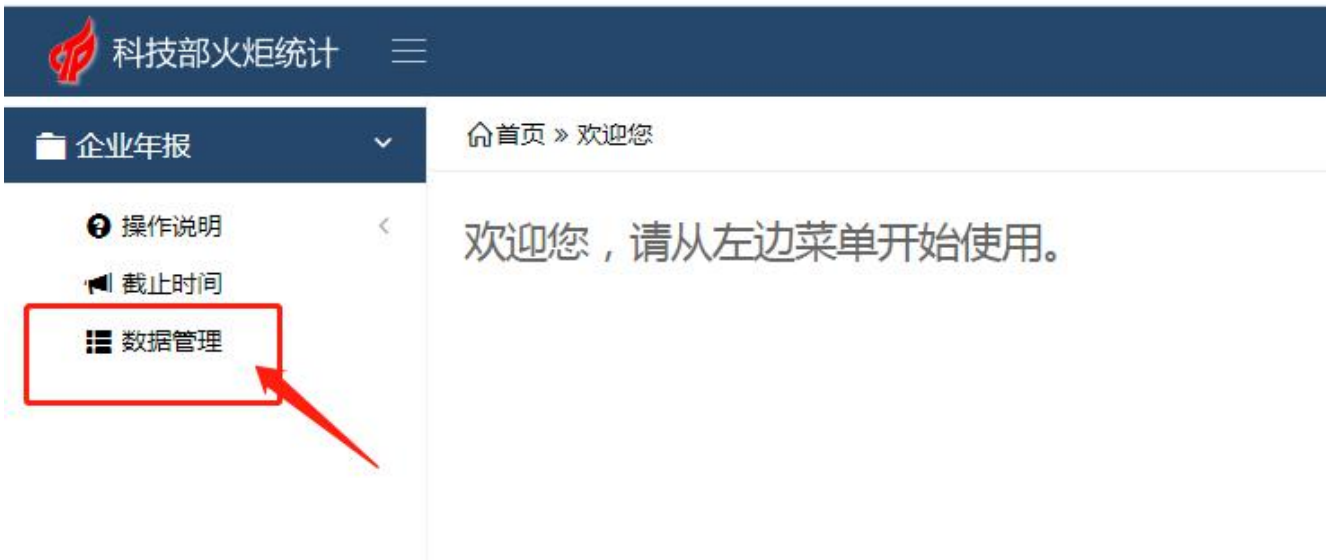 科技部火炬统计
企业年报
首页 » 欢迎您
操作说明
欢迎您，请从左边菜单开始使用。
截止时间
数据管理